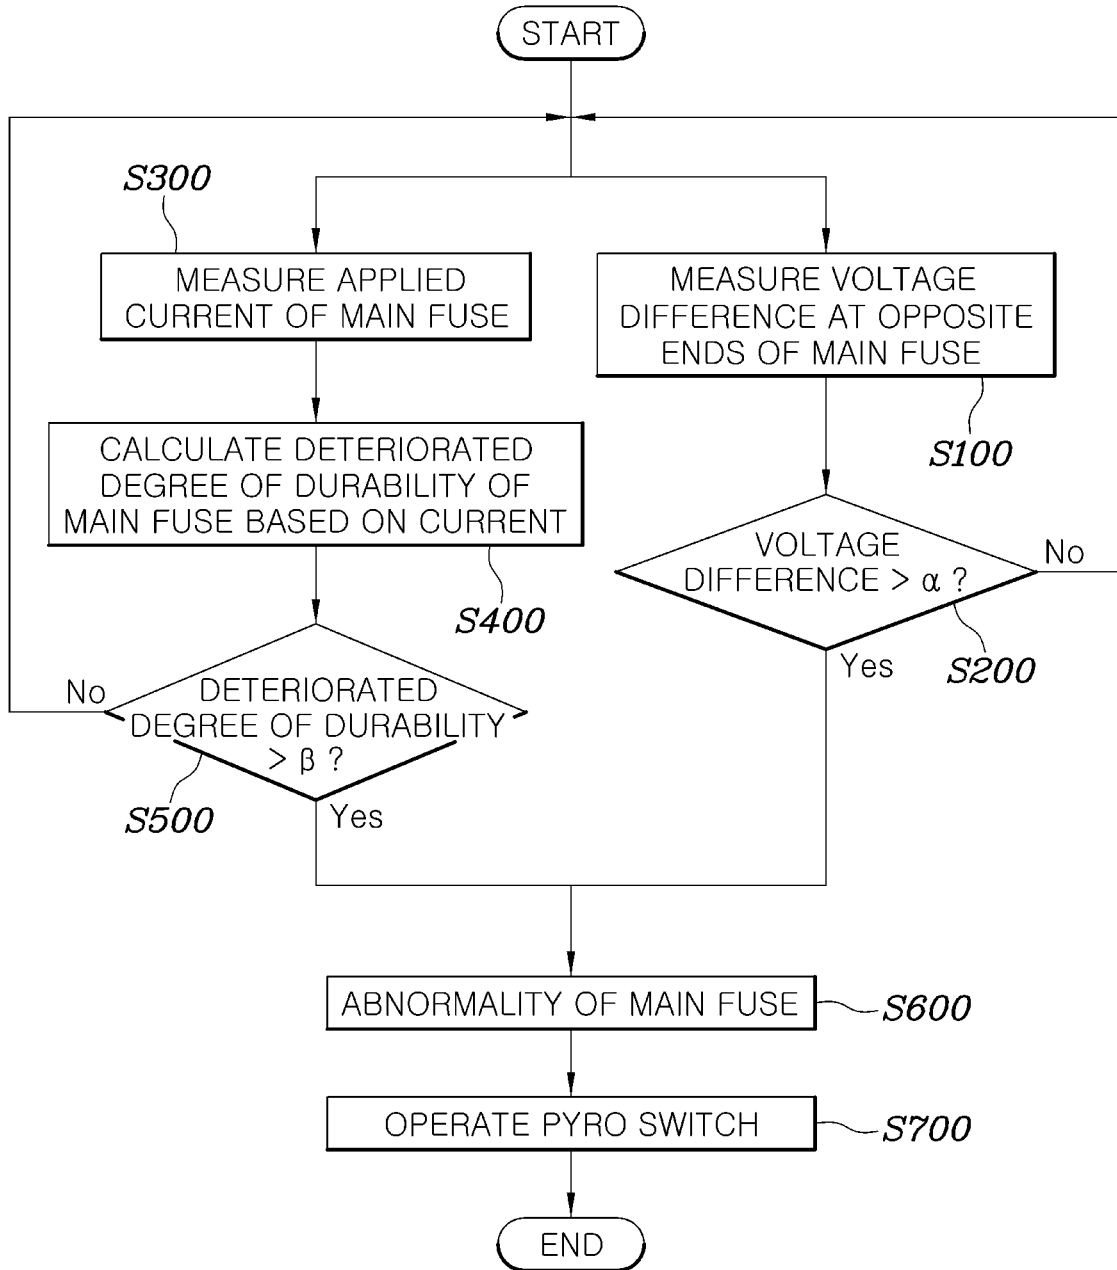 START
S300
MEASURE APPLIED
CURRENT OF MAIN FUSE
MEASURE VOLTAGE
DIFFERENCE AT OPPOSITE
ENDS OF MAIN FUSE
S100
CALCULATE DETERIORATED
DEGREE OF DURABILITY OF
MAIN FUSE BASED ON CURRENT
S400
VOLTAGE
DIFFERENCE > α ?
No
Yes
S200
No
DETERIORATED
DEGREE OF DURABILITY
> β ?
S500
Yes
ABNORMALITY OF MAIN FUSE
S600
OPERATE PYRO SWITCH
S700
END